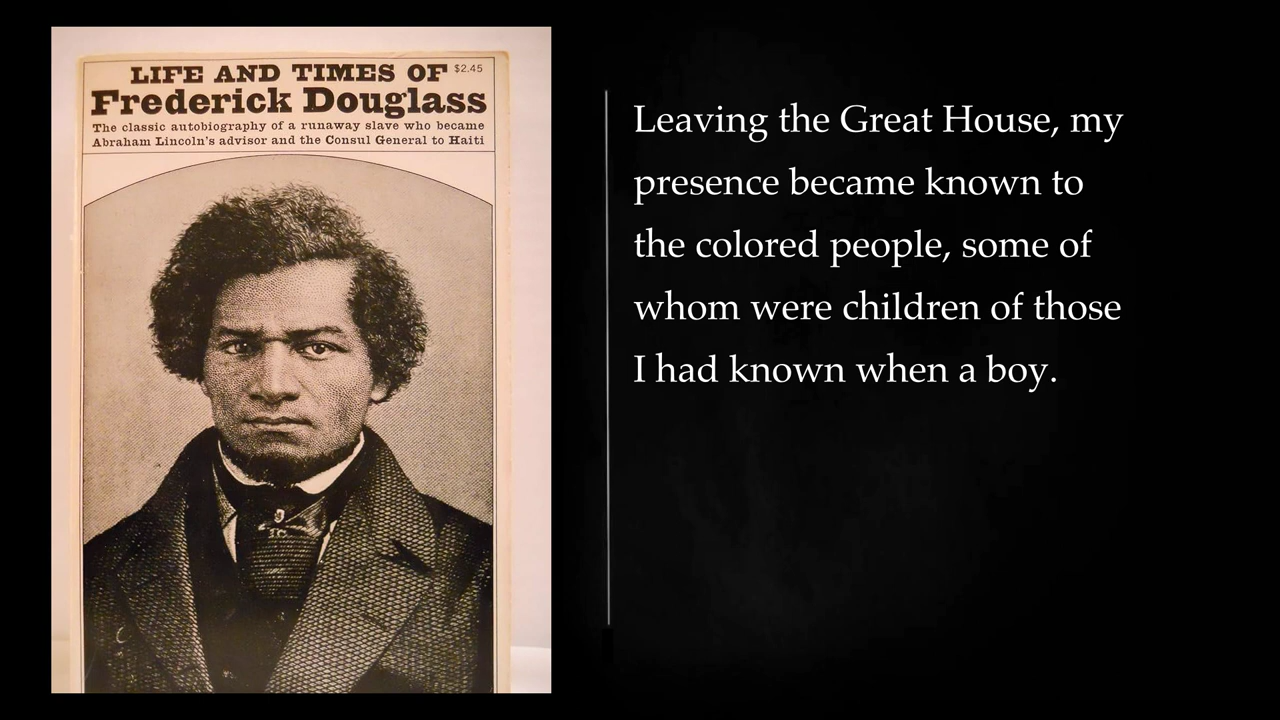 LIFE AND TIMES OF $2.45
Frederick Douglass
The classic autobiography of a runaway slave who became
Abraham Lincoln's advisor and the Consul General to Haiti
Leaving the Great House, my
presence became known to
the colored people, some of
whom were children of those
I had known when a boy.